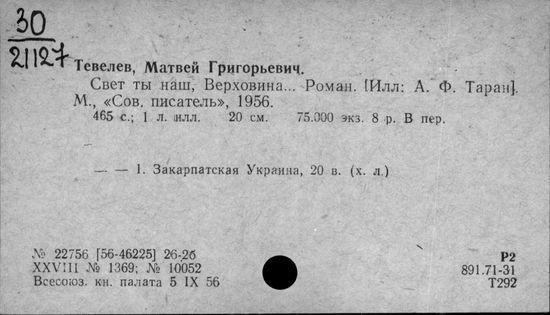 30
21127
Тевелев, Матвей Григорьевич.
Свет ты наш, Верховина... Роман. [Илл: А. Ф. Таран].
М., «Сов. писатель», 1956.
465 с.; 1 л. илл. 20 см. 75.000 экз. 8 р. В пер.
— — 1. Закарпатская Украина, 20 в. (х. л.)
№ 22756 [56-46225] 26-2б
XXVIII № 1369; № 10052
Всесоюз. кн. палата 5 IX 56
Р2
891.71-31
Т292